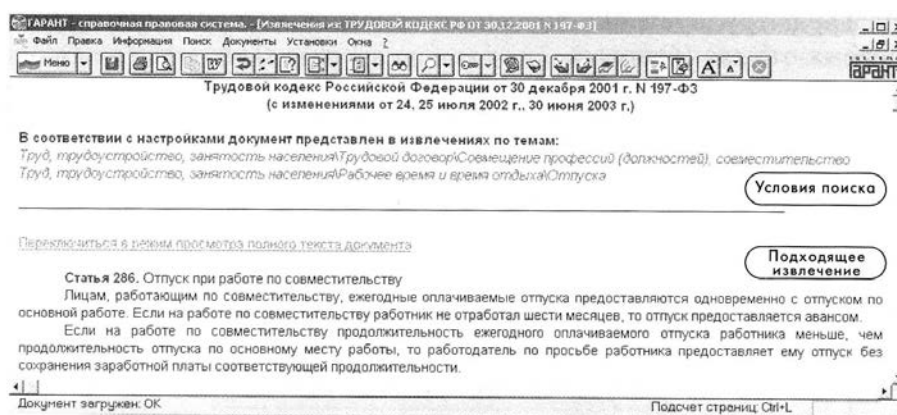 ГАРАНТ - справочная правовая система. - [Извлечения из: ТРУДОВОЙ КОДЕКС РФ ОТ 30.12.2001 N 197-ФЗ]
Файл Правка Информация Поиск Документы Установки Окна ?
Меню
ГАРАНТ
Трудовой кодекс Российской Федерации от 30 декабря 2001 г. N 197-ФЗ
(с изменениями от 24, 25 июля 2002 г., 30 июня 2003 г.)
В соответствии с настройками документ представлен в извлечениях по темам:
Труд, трудоустройство, занятость населения\Трудовой договор\Совмещение профессий (должностей), совместительство
Труд, трудоустройство, занятость населения\Рабочее время и время отдыха\Отпуска
Условия поиска
Переключиться в режим просмотра полного текста документа
Подходящее
извлечение
Статья 286. Отпуск при работе по совместительству
Лицам, работающим по совместительству, ежегодные оплачиваемые отпуска предоставляются одновременно с отпуском по
основной работе. Если на работе по совместительству работник не отработал шести месяцев, то отпуск предоставляется авансом.
Если на работе по совместительству продолжительность ежегодного оплачиваемого отпуска работника меньше, чем
продолжительность отпуска по основному месту работы, то работодатель по просьбе работника предоставляет ему отпуск без
сохранения заработной платы соответствующей продолжительности.
Документ загружен: OK
Подсчет страниц: Ctrl+L